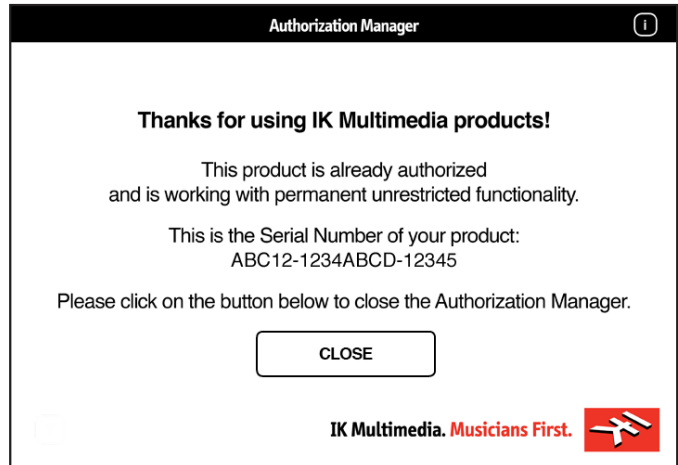 Authorization Manager
i
Thanks for using IK Multimedia products!
This product is already authorized
and is working with permanent unrestricted functionality.
This is the Serial Number of your product:
ABC12-1234ABCD-12345
Please click on the button below to close the Authorization Manager.
CLOSE
IK Multimedia. Musicians First.